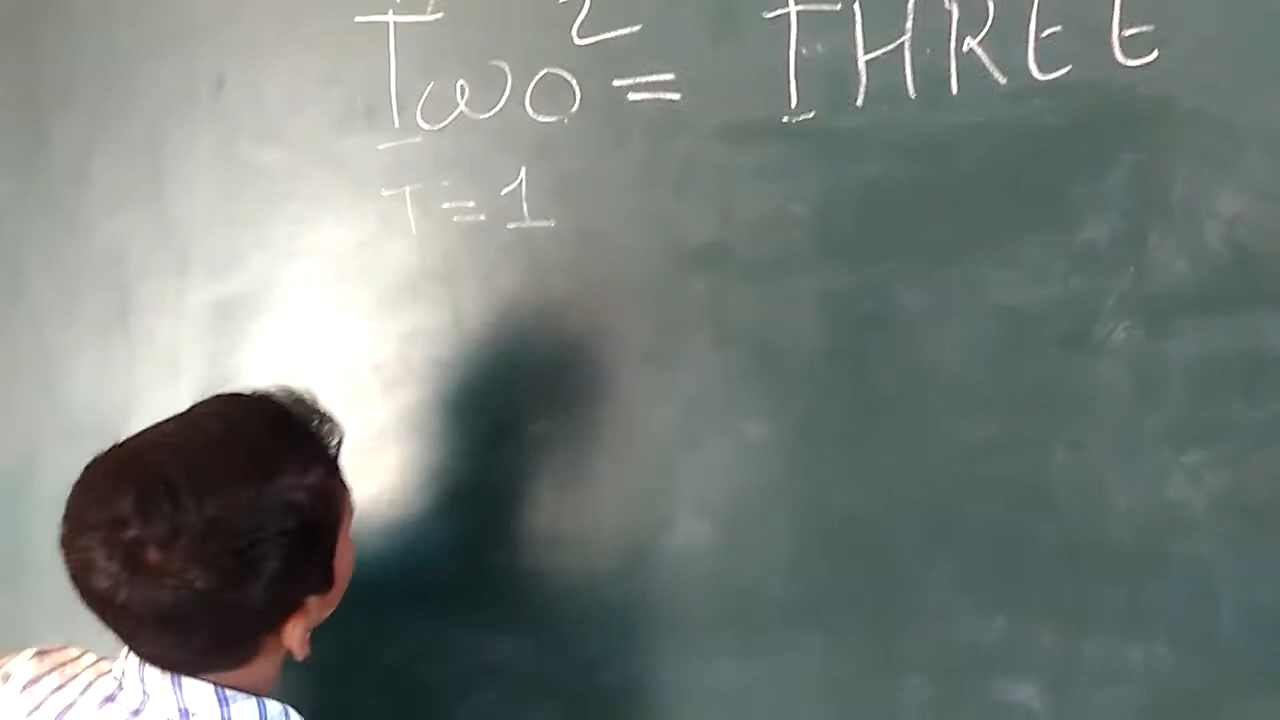 Two² = THREE
T = 1